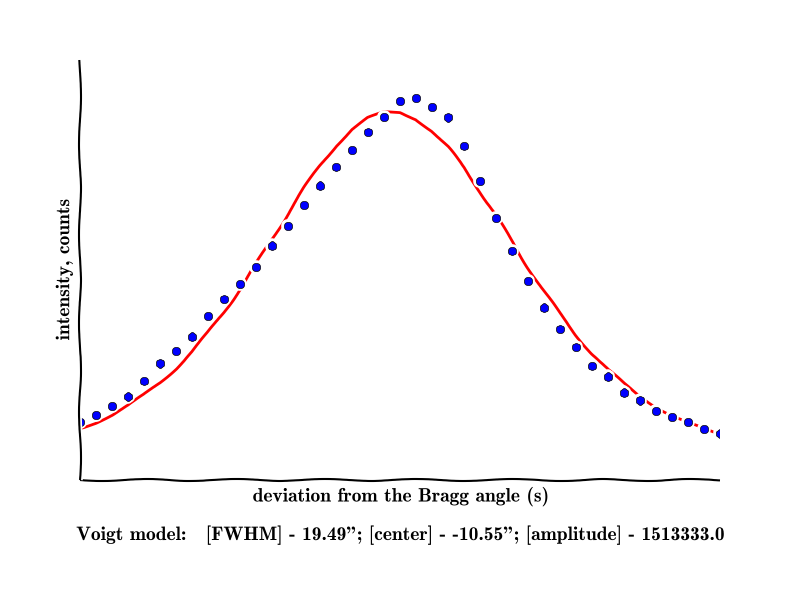 intensity, counts
deviation from the Bragg angle (s)
Voigt model: [FWHM] - 19.49”; [center] - -10.55”; [amplitude] - 1513333.0